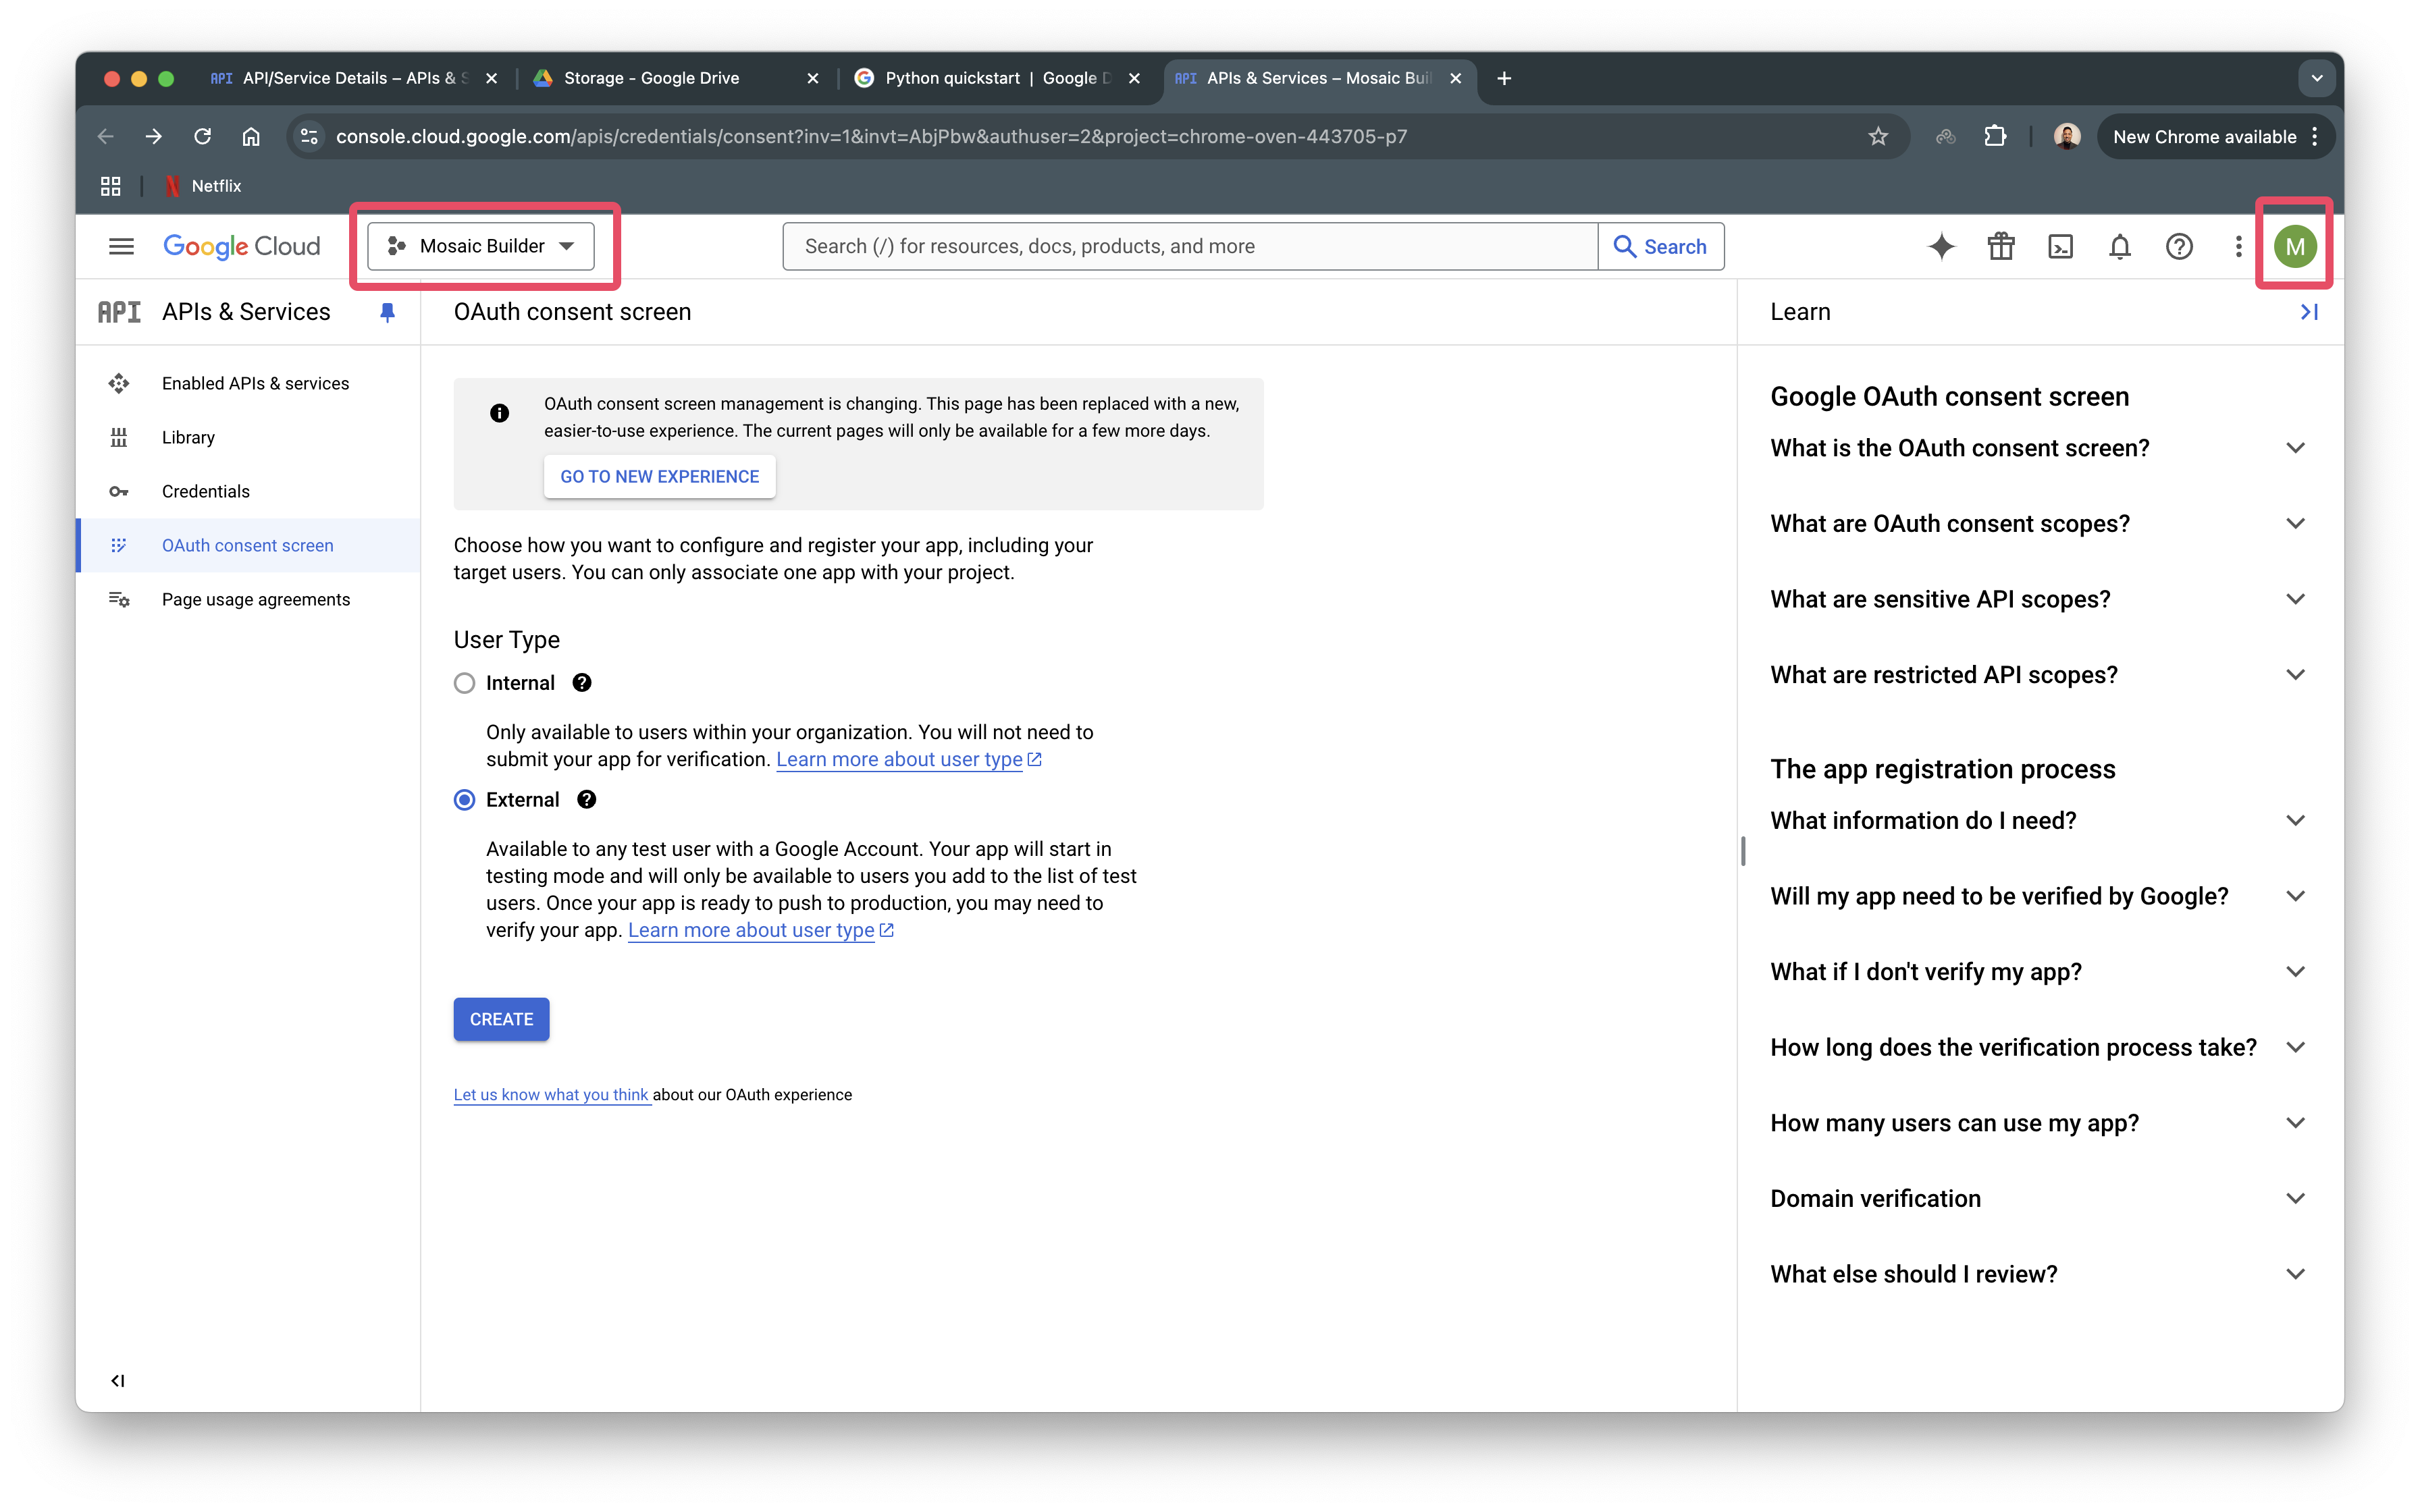 API/Service Details – APIs & S
Storage - Google Drive
Python quickstart | Google D
APIs & Services – Mosaic Buil
console.cloud.google.com/apis/credentials/consent?inv=1&invt=AbjPbw&authuser=2&project=chrome-oven-443705-p7
New Chrome available
Netflix
Google Cloud
Mosaic Builder
Search (/) for resources, docs, products, and more
Search
M
API APIs & Services
Enabled APIs & services
Library
Credentials
OAuth consent screen
Page usage agreements
OAuth consent screen
OAuth consent screen management is changing. This page has been replaced with a new,
easier-to-use experience. The current pages will only be available for a few more days.
GO TO NEW EXPERIENCE
Choose how you want to configure and register your app, including your
target users. You can only associate one app with your project.
User Type
Internal
Only available to users within your organization. You will not need to
submit your app for verification. Learn more about user type
External
Available to any test user with a Google Account. Your app will start in
testing mode and will only be available to users you add to the list of test
users. Once your app is ready to push to production, you may need to
verify your app. Learn more about user type
CREATE
Let us know what you think about our OAuth experience
Learn
Google OAuth consent screen
What is the OAuth consent screen?
What are OAuth consent scopes?
What are sensitive API scopes?
What are restricted API scopes?
The app registration process
What information do I need?
Will my app need to be verified by Google?
What if I don't verify my app?
How long does the verification process take?
How many users can use my app?
Domain verification
What else should I review?